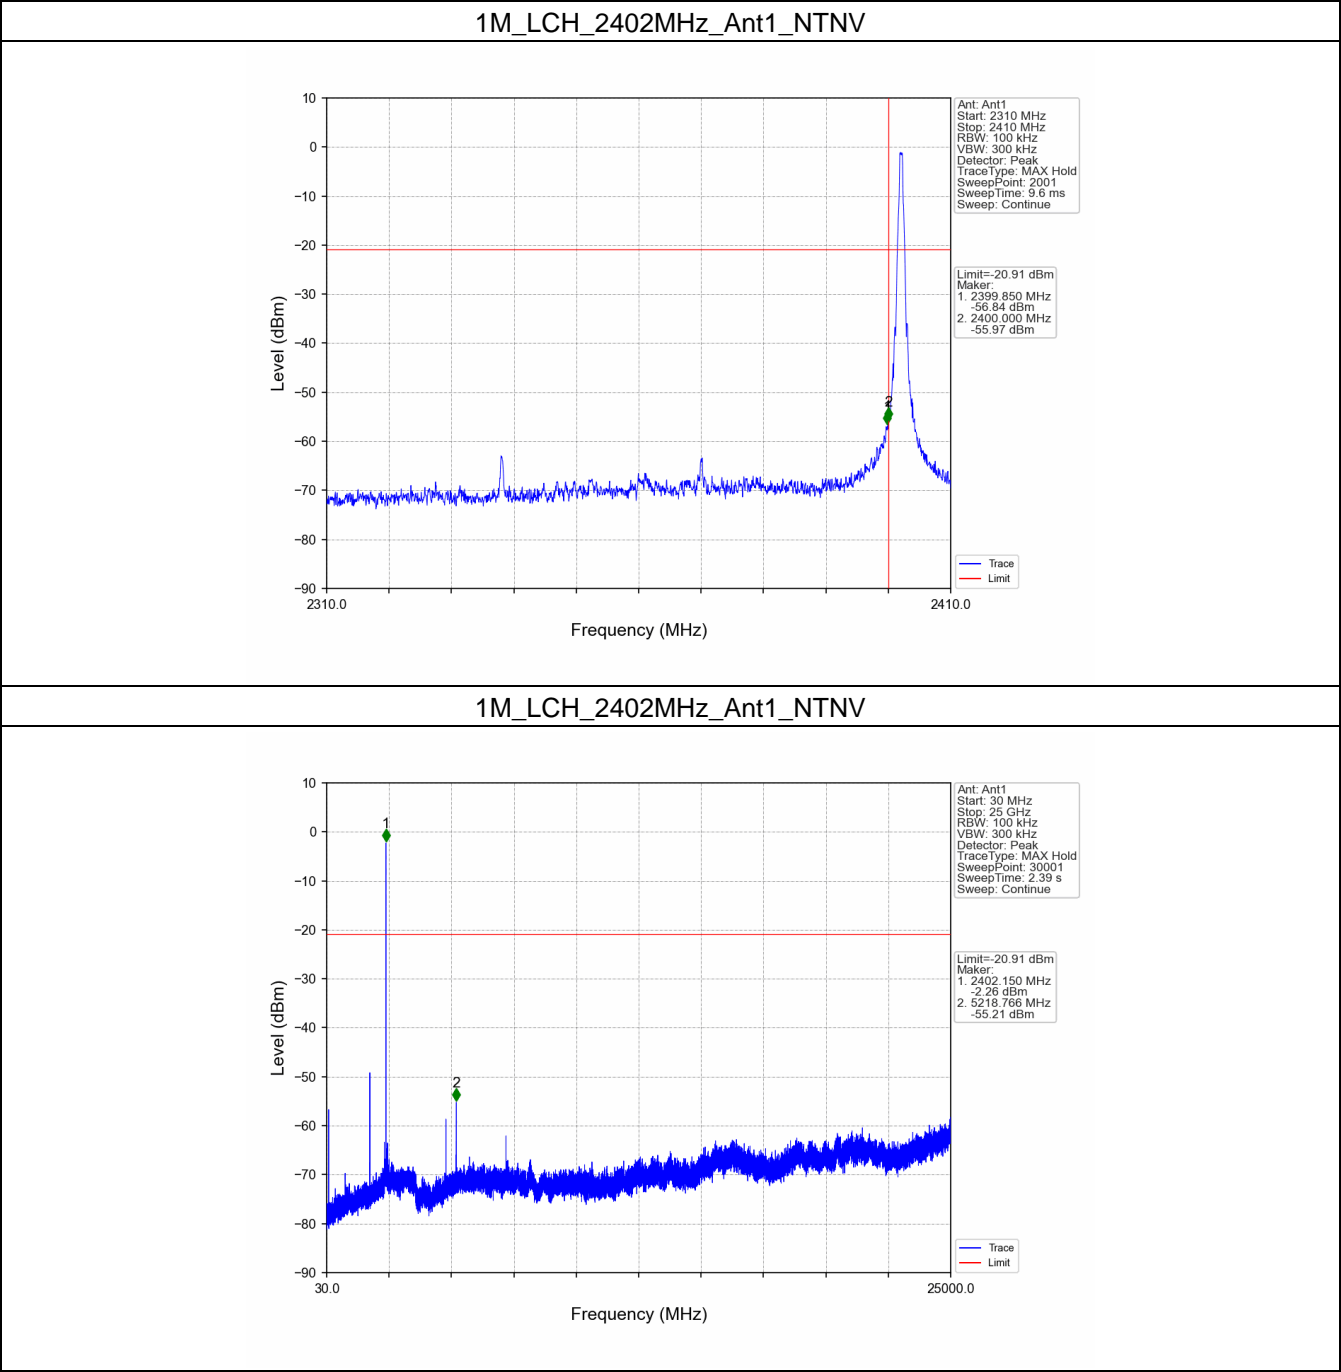 1M_LCH_2402MHz_Ant1_NTNV
10
0
−10
−20
−30
−40
−50
−60
−70
−80
−90
Level (dBm)
2
2310.0
2410.0
Frequency (MHz)
Ant: Ant1
Start: 2310 MHz
Stop: 2410 MHz
RBW: 100 kHz
VBW: 300 kHz
Detector: Peak
TraceType: MAX Hold
SweepPoint: 2001
SweepTime: 9.6 ms
Sweep: Continue
Limit=-20.91 dBm
Maker:
1. 2399.850 MHz
-56.84 dBm
2. 2400.000 MHz
-55.97 dBm
Trace
Limit
1M_LCH_2402MHz_Ant1_NTNV
10
0
−10
−20
−30
−40
−50
−60
−70
−80
−90
Level (dBm)
1
2
30.0
25000.0
Frequency (MHz)
Ant: Ant1
Start: 30 MHz
Stop: 25 GHz
RBW: 100 kHz
VBW: 300 kHz
Detector: Peak
TraceType: MAX Hold
SweepPoint: 30001
SweepTime: 2.39 s
Sweep: Continue
Limit=-20.91 dBm
Maker:
1. 2402.150 MHz
-2.26 dBm
2. 5218.766 MHz
-55.21 dBm
Trace
Limit